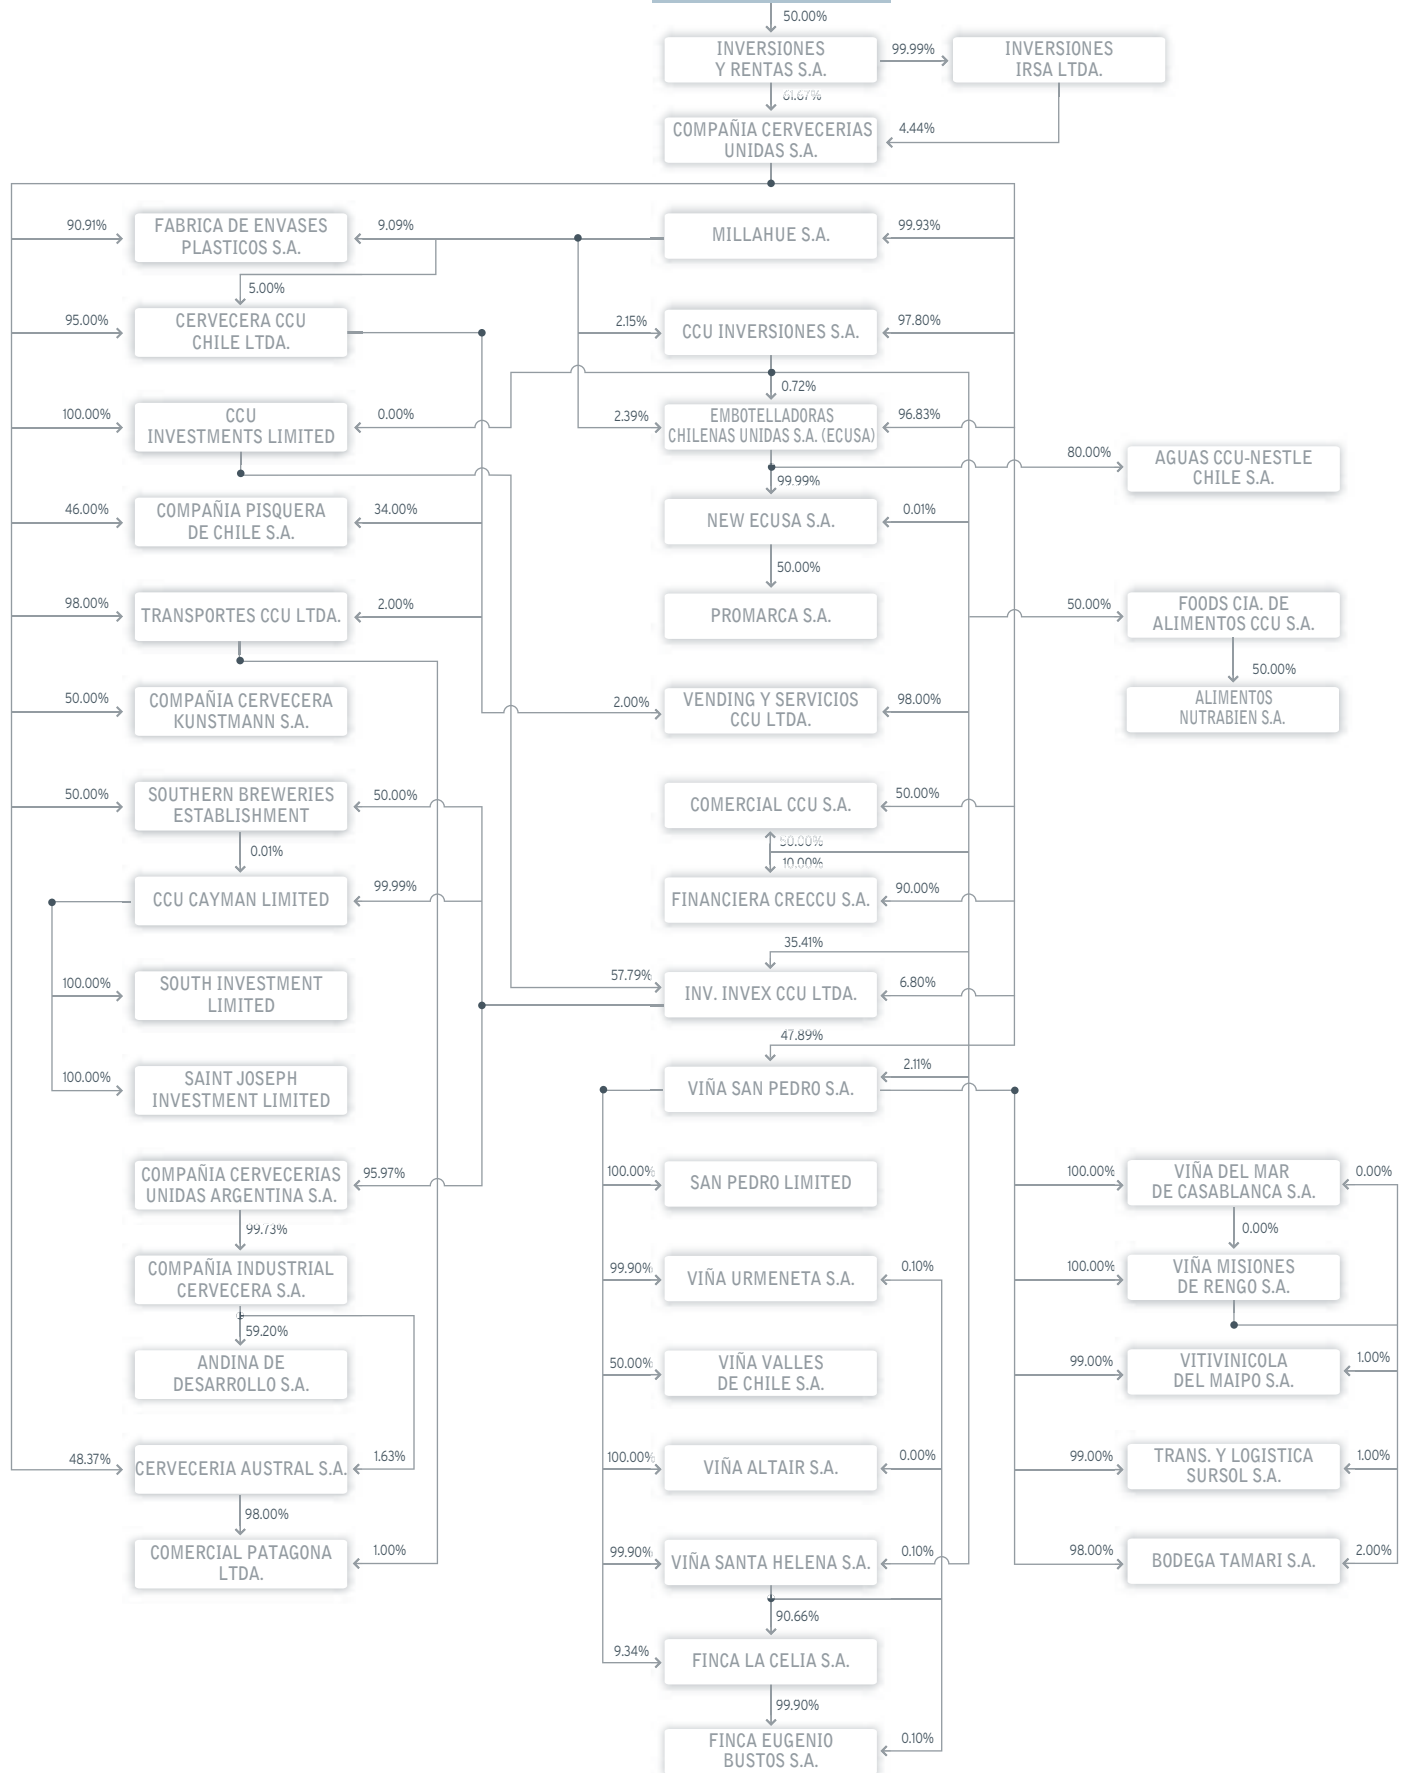 50.00%
INVERSIONES
Y RENTAS S.A.
99.99%
INVERSIONES
IRSA LTDA.
61.67%
COMPAÑIA CERVECERIAS
UNIDAS S.A.
4.44%
90.91%
FABRICA DE ENVASES
PLASTICOS S.A.
9.09%
MILLAHUE S.A.
99.93%
5.00%
95.00%
CERVECERA CCU
CHILE LTDA.
2.15%
CCU INVERSIONES S.A.
97.80%
0.72%
100.00%
CCU
INVESTMENTS LIMITED
0.00%
2.39%
EMBOTELLADORAS
CHILENAS UNIDAS S.A. (ECUSA)
96.83%
80.00%
AGUAS CCU-NESTLE
CHILE S.A.
99.99%
46.00%
COMPAÑIA PISQUERA
DE CHILE S.A.
34.00%
NEW ECUSA S.A.
0.01%
50.00%
98.00%
TRANSPORTES CCU LTDA.
2.00%
PROMARCA S.A.
50.00%
FOODS CIA. DE
ALIMENTOS CCU S.A.
50.00%
50.00%
COMPAÑIA CERVECERA
KUNSTMANN S.A.
2.00%
VENDING Y SERVICIOS
CCU LTDA.
98.00%
ALIMENTOS
NUTRABIEN S.A.
50.00%
SOUTHERN BREWERIES
ESTABLISHMENT
50.00%
COMERCIAL CCU S.A.
50.00%
50.00%
0.01%
10.00%
CCU CAYMAN LIMITED
99.99%
FINANCIERA CRECCU S.A.
90.00%
35.41%
100.00%
SOUTH INVESTMENT
LIMITED
57.79%
INV. INVEX CCU LTDA.
6.80%
47.89%
100.00%
SAINT JOSEPH
INVESTMENT LIMITED
VIÑA SAN PEDRO S.A.
2.11%
COMPAÑIA CERVECERIAS
UNIDAS ARGENTINA S.A.
95.97%
100.00%
SAN PEDRO LIMITED
100.00%
VIÑA DEL MAR
DE CASABLANCA S.A.
0.00%
99.73%
0.00%
COMPAÑIA INDUSTRIAL
CERVECERA S.A.
99.90%
VIÑA URMENETA S.A.
0.10%
100.00%
VIÑA MISIONES
DE RENGO S.A.
59.20%
ANDINA DE
DESARROLLO S.A.
50.00%
VIÑA VALLES
DE CHILE S.A.
99.00%
VITIVINICOLA
DEL MAIPO S.A.
1.00%
48.37%
CERVECERIA AUSTRAL S.A.
1.63%
100.00%
VIÑA ALTAIR S.A.
0.00%
99.00%
TRANS. Y LOGISTICA
SURSOL S.A.
1.00%
98.00%
COMERCIAL PATAGONA
LTDA.
1.00%
99.90%
VIÑA SANTA HELENA S.A.
0.10%
98.00%
BODEGA TAMARI S.A.
2.00%
90.66%
9.34%
FINCA LA CELIA S.A.
99.90%
FINCA EUGENIO
BUSTOS S.A.
0.10%